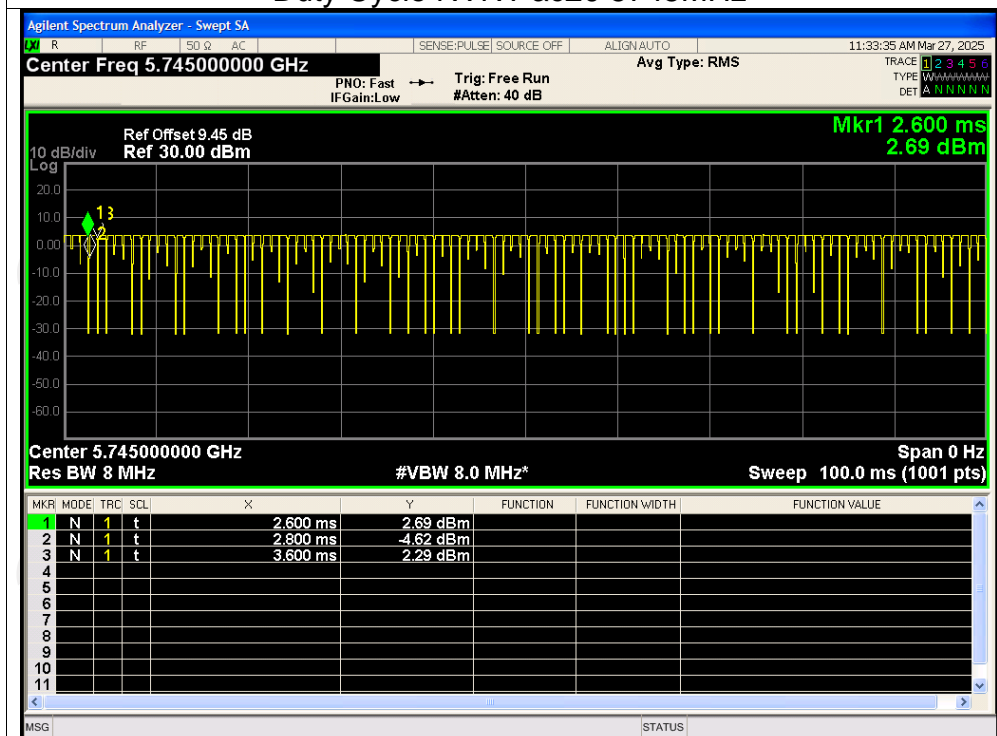 Agilent Spectrum Analyzer - Swept SA
LXI R RF 50 Ω AC SENSE:PULSE SOURCE OFF ALIGN AUTO 11:33:35 AM Mar 27, 2025
Center Freq 5.745000000 GHz Avg Type: RMS TRACE 1 2 3 4 5 6
PNO: Fast Trig: Free Run TYPE
IFGain:Low #Atten: 40 dB DET A N N N N N
Ref Offset 9.45 dB Mkr1 2.600 ms
10 dB/div Ref 30.00 dBm 2.69 dBm
Log
20.0
10.0
0.00
-10.0
-20.0
-30.0
-40.0
-50.0
-60.0
1 3
2
Center 5.745000000 GHz Span 0 Hz
Res BW 8 MHz #VBW 8.0 MHz* Sweep 100.0 ms (1001 pts)
MKR MODE TRC SCL X Y FUNCTION FUNCTION WIDTH FUNCTION VALUE
1 N 1 t 2.600 ms 2.69 dBm
2 N 1 t 2.800 ms -4.62 dBm
3 N 1 t 3.600 ms 2.29 dBm
4
5
6
7
8
9
10
11
MSG STATUS